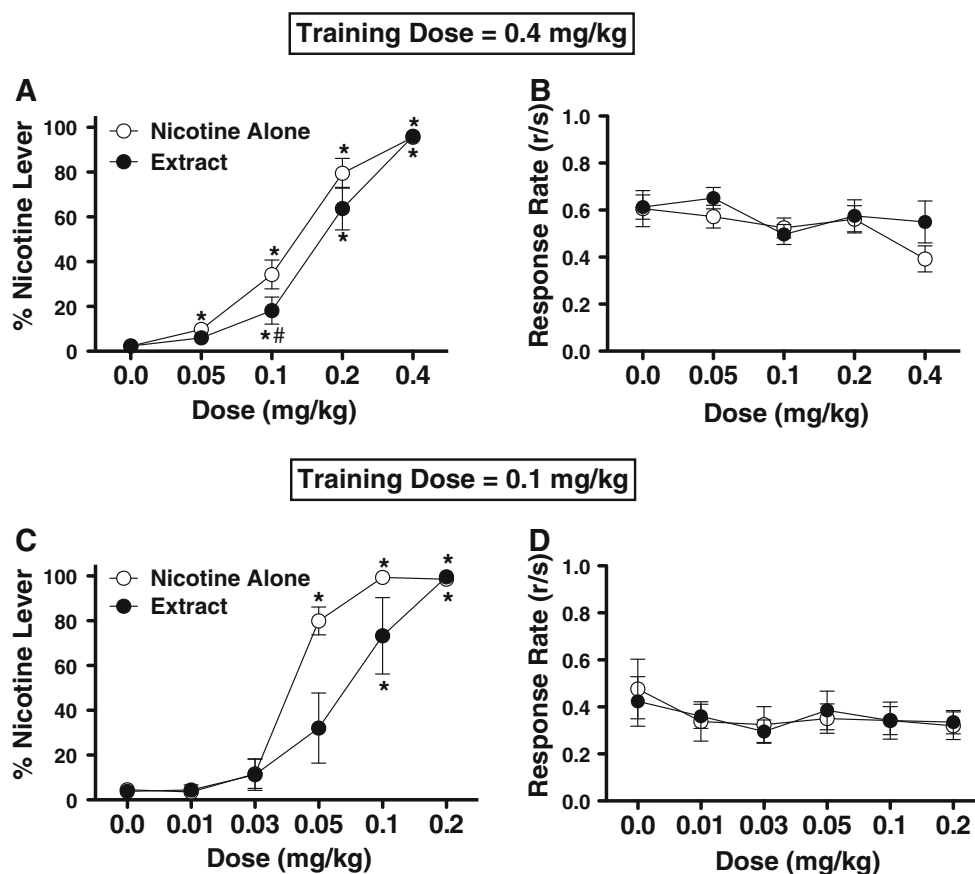 Training Dose = 0.4 mg/kg
A
% Nicotine Lever
100
80
60
40
20
0
Nicotine Alone
Extract
*
*
*
*
*
*
*#
0.0 0.05 0.1 0.2 0.4
Dose (mg/kg)
B
Response Rate (r/s)
1.0
0.8
0.6
0.4
0.2
0.0
0.0 0.05 0.1 0.2 0.4
Dose (mg/kg)
Training Dose = 0.1 mg/kg
C
% Nicotine Lever
100
80
60
40
20
0
Nicotine Alone
Extract
*
*
*
*
*
0.0 0.01 0.03 0.05 0.1 0.2
Dose (mg/kg)
D
Response Rate (r/s)
1.0
0.8
0.6
0.4
0.2
0.0
0.0 0.01 0.03 0.05 0.1 0.2
Dose (mg/kg)